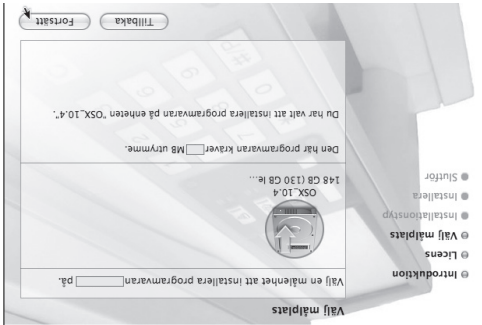 Välj målplats
Introduktion
Licens
Välj målplats
Installationstyp
Installera
Slutför
Välj en målenhet att installera programvaran på.
OSX_10.4
148 GB (130 GB le...
Den här programvaran kräver MB utrymme.
Du har valt att installera programvaran på enheten "OSX_10.4".
Tillbaka
Fortsätt